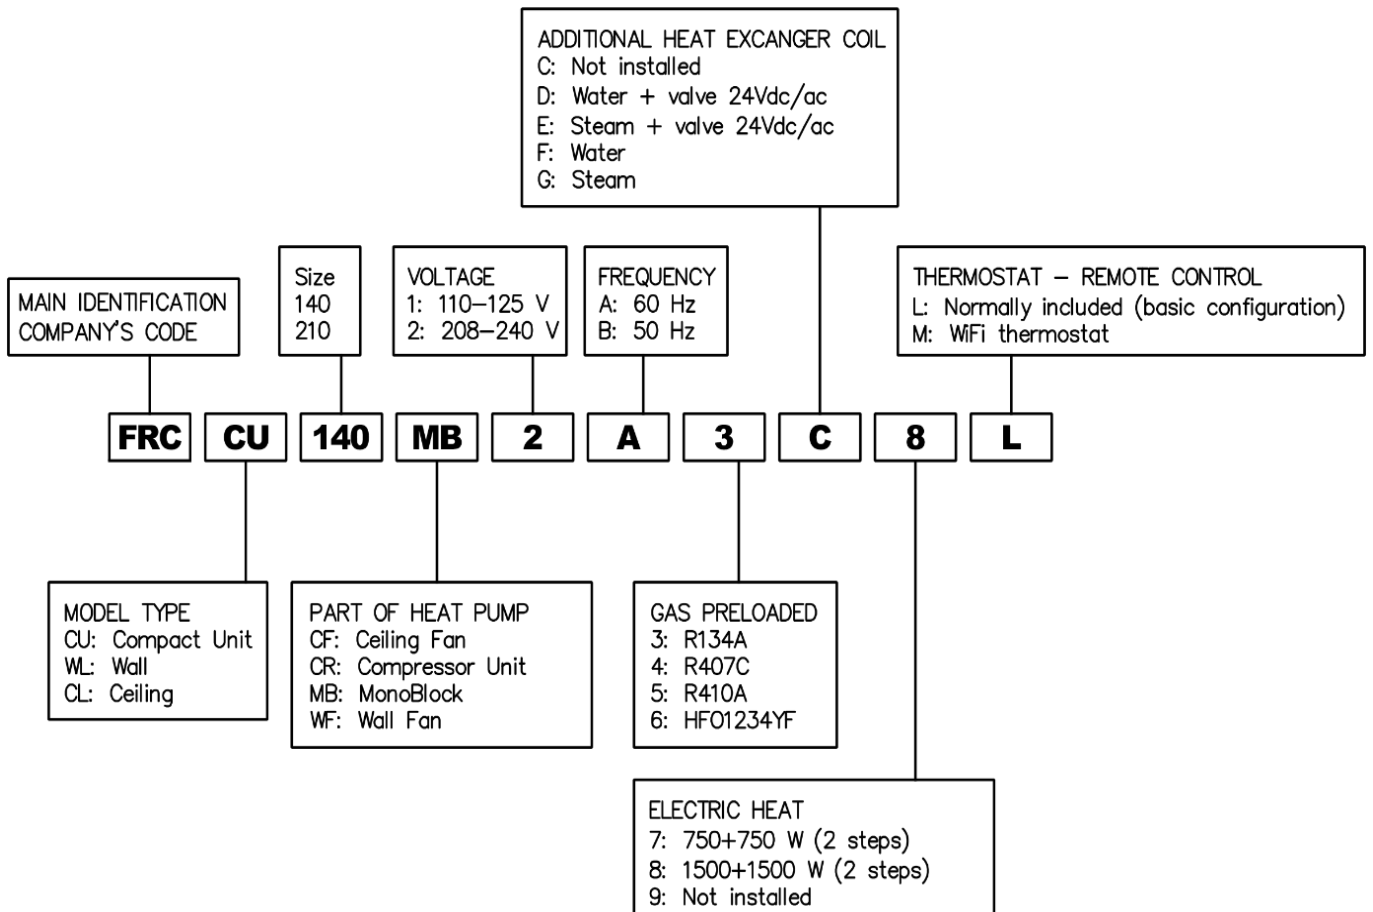 ADDITIONAL HEAT EXCANGER COIL
C: Not installed
D: Water + valve 24Vdc/ac
E: Steam + valve 24Vdc/ac
F: Water
G: Steam
MAIN IDENTIFICATION
COMPANY'S CODE
Size
140
210
VOLTAGE
1: 110–125 V
2: 208–240 V
FREQUENCY
A: 60 Hz
B: 50 Hz
THERMOSTAT – REMOTE CONTROL
L: Normally included (basic configuration)
M: WiFi thermostat
FRC CU 140 MB 2 A 3 C 8 L
MODEL TYPE
CU: Compact Unit
WL: Wall
CL: Ceiling
PART OF HEAT PUMP
CF: Ceiling Fan
CR: Compressor Unit
MB: MonoBlock
WF: Wall Fan
GAS PRELOADED
3: R134A
4: R407C
5: R410A
6: HFO1234YF
ELECTRIC HEAT
7: 750+750 W (2 steps)
8: 1500+1500 W (2 steps)
9: Not installed